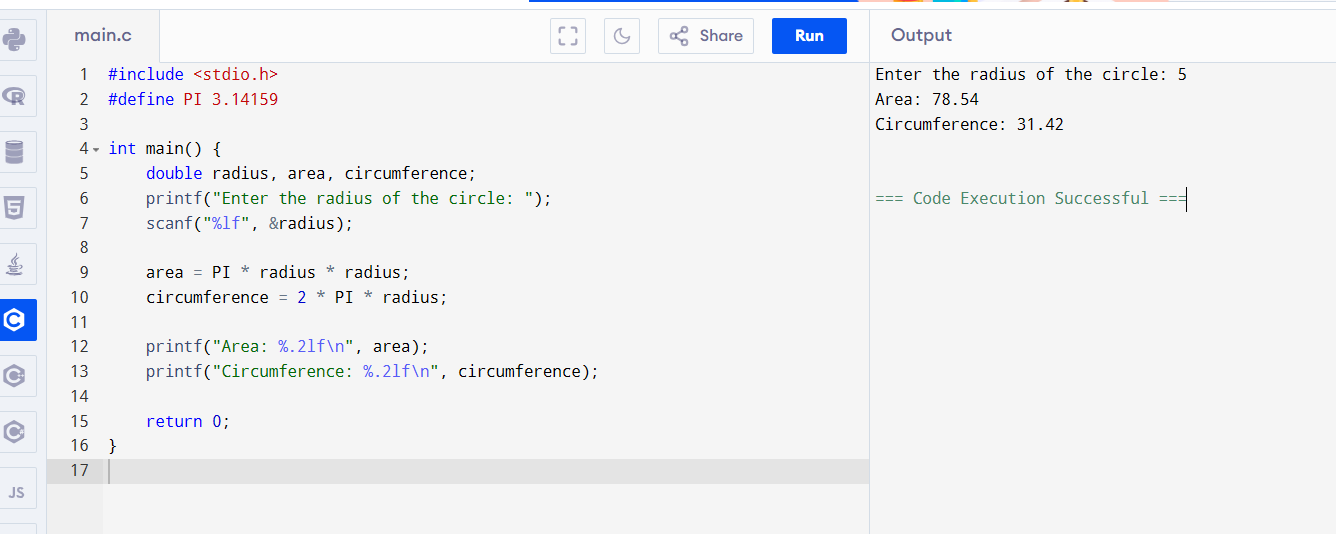 main.c
Share
Run
Output
1 #include <stdio.h>
2 #define PI 3.14159
3
4 int main() {
5     double radius, area, circumference;
6     printf("Enter the radius of the circle: ");
7     scanf("%lf", &radius);
8
9     area = PI * radius * radius;
10     circumference = 2 * PI * radius;
11
12     printf("Area: %.2lf\n", area);
13     printf("Circumference: %.2lf\n", circumference);
14
15     return 0;
16 }
17
Enter the radius of the circle: 5
Area: 78.54
Circumference: 31.42
=== Code Execution Successful ===
R
5
C
C
C
JS